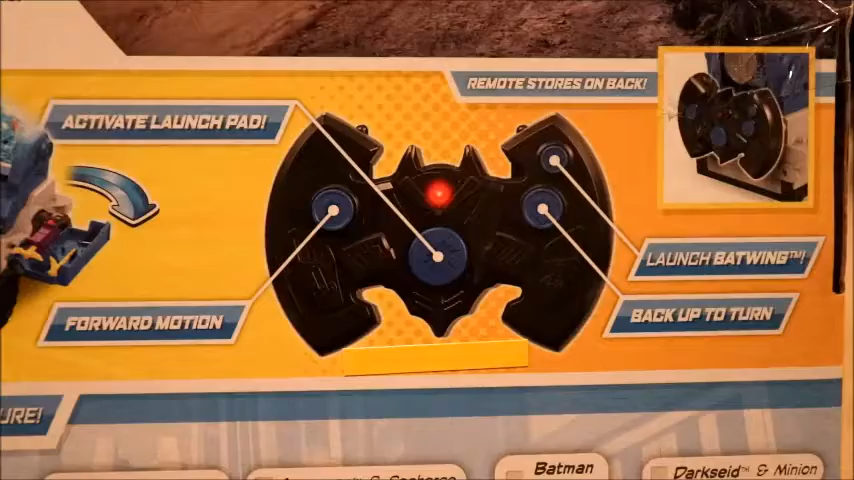 REMOTE STORES ON BACK!
ACTIVATE LAUNCH PAD!
LAUNCH BATWING™!
FORWARD MOTION
BACK UP TO TURN
URE!
Batman
Darkseid™ & Minion